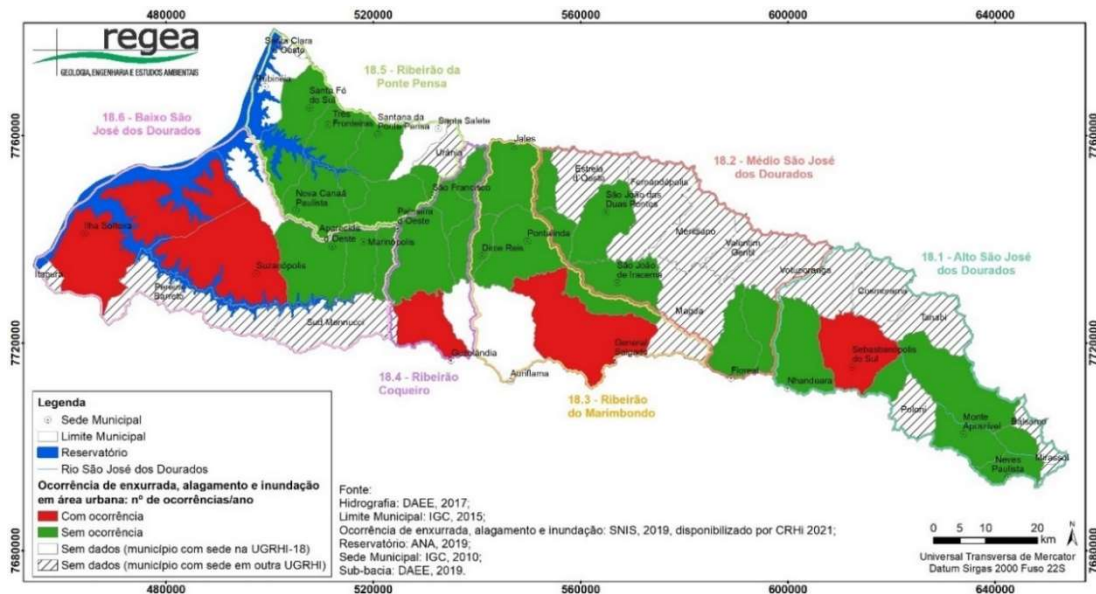 480000 520000 560000 600000 640000
regea
GEOLOGIA, ENGENHARIA E ESTUDOS AMBIENTAIS
Santa Clara
d'Oeste
Rubinéia
18.5 - Ribeirão da
Ponte Pensa
Santa Fé
do Sul
Três
Fronteiras
Santana da
Ponte Pensa
Santa Salete
18.6 - Baixo São
José dos Dourados
7760000
7760000
Jales
Urânia
18.2 - Médio São José
dos Dourados
Estrela
d'Oeste
Fernandópolis
São Francisco
Nova Canaã
Paulista
São João das
Duas Pontes
Palmeira
d'Oeste
Meridiano
Ilha Solteira
Aparecida
d'Oeste
Marinópolis
Dirce Reis
Pontalinda
Valentim
Gentil
Votuporanga
18.1 - Alto São José
dos Dourados
Itapura
Suzanápolis
São João
de Iracema
Cosmorama
Pereira
Barreto
Sud Mennucci
Magda
Tanabi
7720000
7720000
Guzolândia
General
Salgado
Sebastianópolis
do Sul
18.4 - Ribeirão
Coqueiro
Auriflama
Floreal
Nhandeara
18.3 - Ribeirão
do Marimbondo
Poloni
Monte
Aprazível
Bálsamo
Mirassol
Neves
Paulista
Legenda
Sede Municipal
Limite Municipal
Reservatório
Rio São José dos Dourados
Ocorrência de enxurrada, alagamento e inundação
em área urbana: nº de ocorrências/ano
Com ocorrência
Sem ocorrência
Sem dados (município com sede na UGRHI-18)
Sem dados (município com sede em outra UGRHI)
Fonte:
Hidrografia: DAEE, 2017;
Limite Municipal: IGC, 2015;
Ocorrência de enxurrada, alagamento e inundação: SNIS, 2019, disponibilizado por CRHi 2021;
Reservatório: ANA, 2019;
Sede Municipal: IGC, 2010;
Sub-bacia: DAEE, 2019.
0 5 10 20
km
N
Universal Transversa de Mercator
Datum Sirgas 2000 Fuso 22S
7680000
7680000
480000 520000 560000 600000 640000